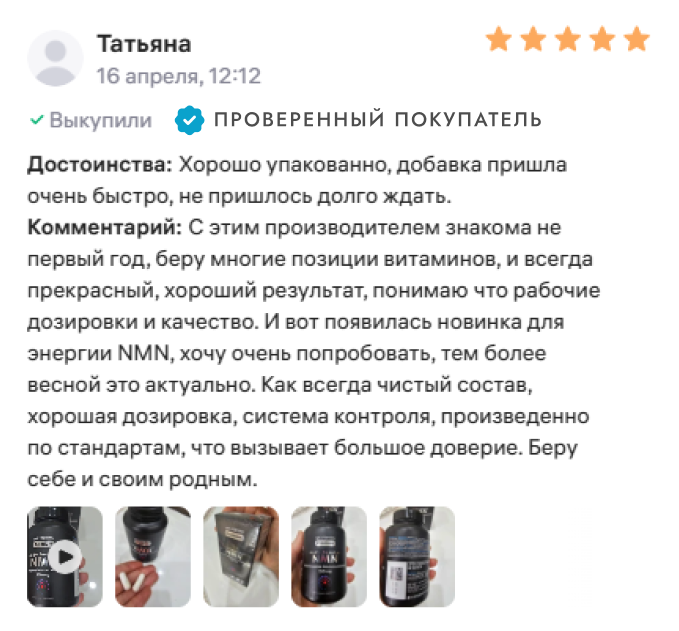 Татьяна
16 апреля, 12:12
Выкупили ПРОВЕРЕННЫЙ ПОКУПАТЕЛЬ
Достоинства: Хорошо упакованно, добавка пришла
очень быстро, не пришлось долго ждать.
Комментарий: С этим производителем знакома не
первый год, беру многие позиции витаминов, и всегда
прекрасный, хороший результат, понимаю что рабочие
дозировки и качество. И вот появилась новинка для
энергии NMN, хочу очень попробовать, тем более
весной это актуально. Как всегда чистый состав,
хорошая дозировка, система контроля, произведенно
по стандартам, что вызывает большое доверие. Беру
себе и своим родным.
NMN
NMN